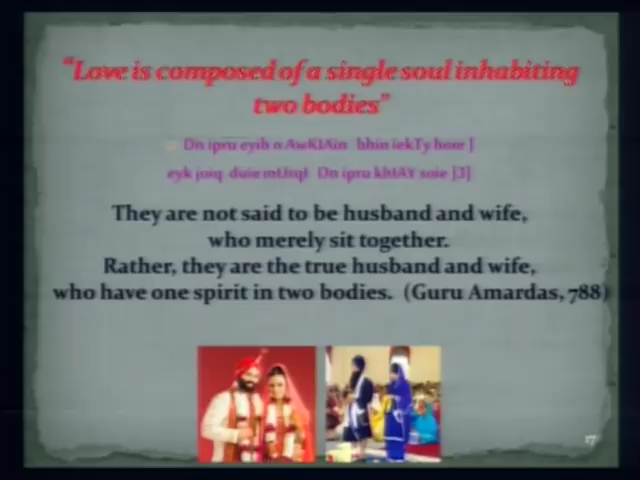 “Love is composed of a single soul inhabiting
two bodies”
Dn ipru eyih n AwKIAin bhin iekTy hoie ]
eyk joiq duie mUrqI Dn ipru khIAY soie ]3]
They are not said to be husband and wife,
who merely sit together.
Rather, they are the true husband and wife,
who have one spirit in two bodies. (Guru Amardas, 788)
17